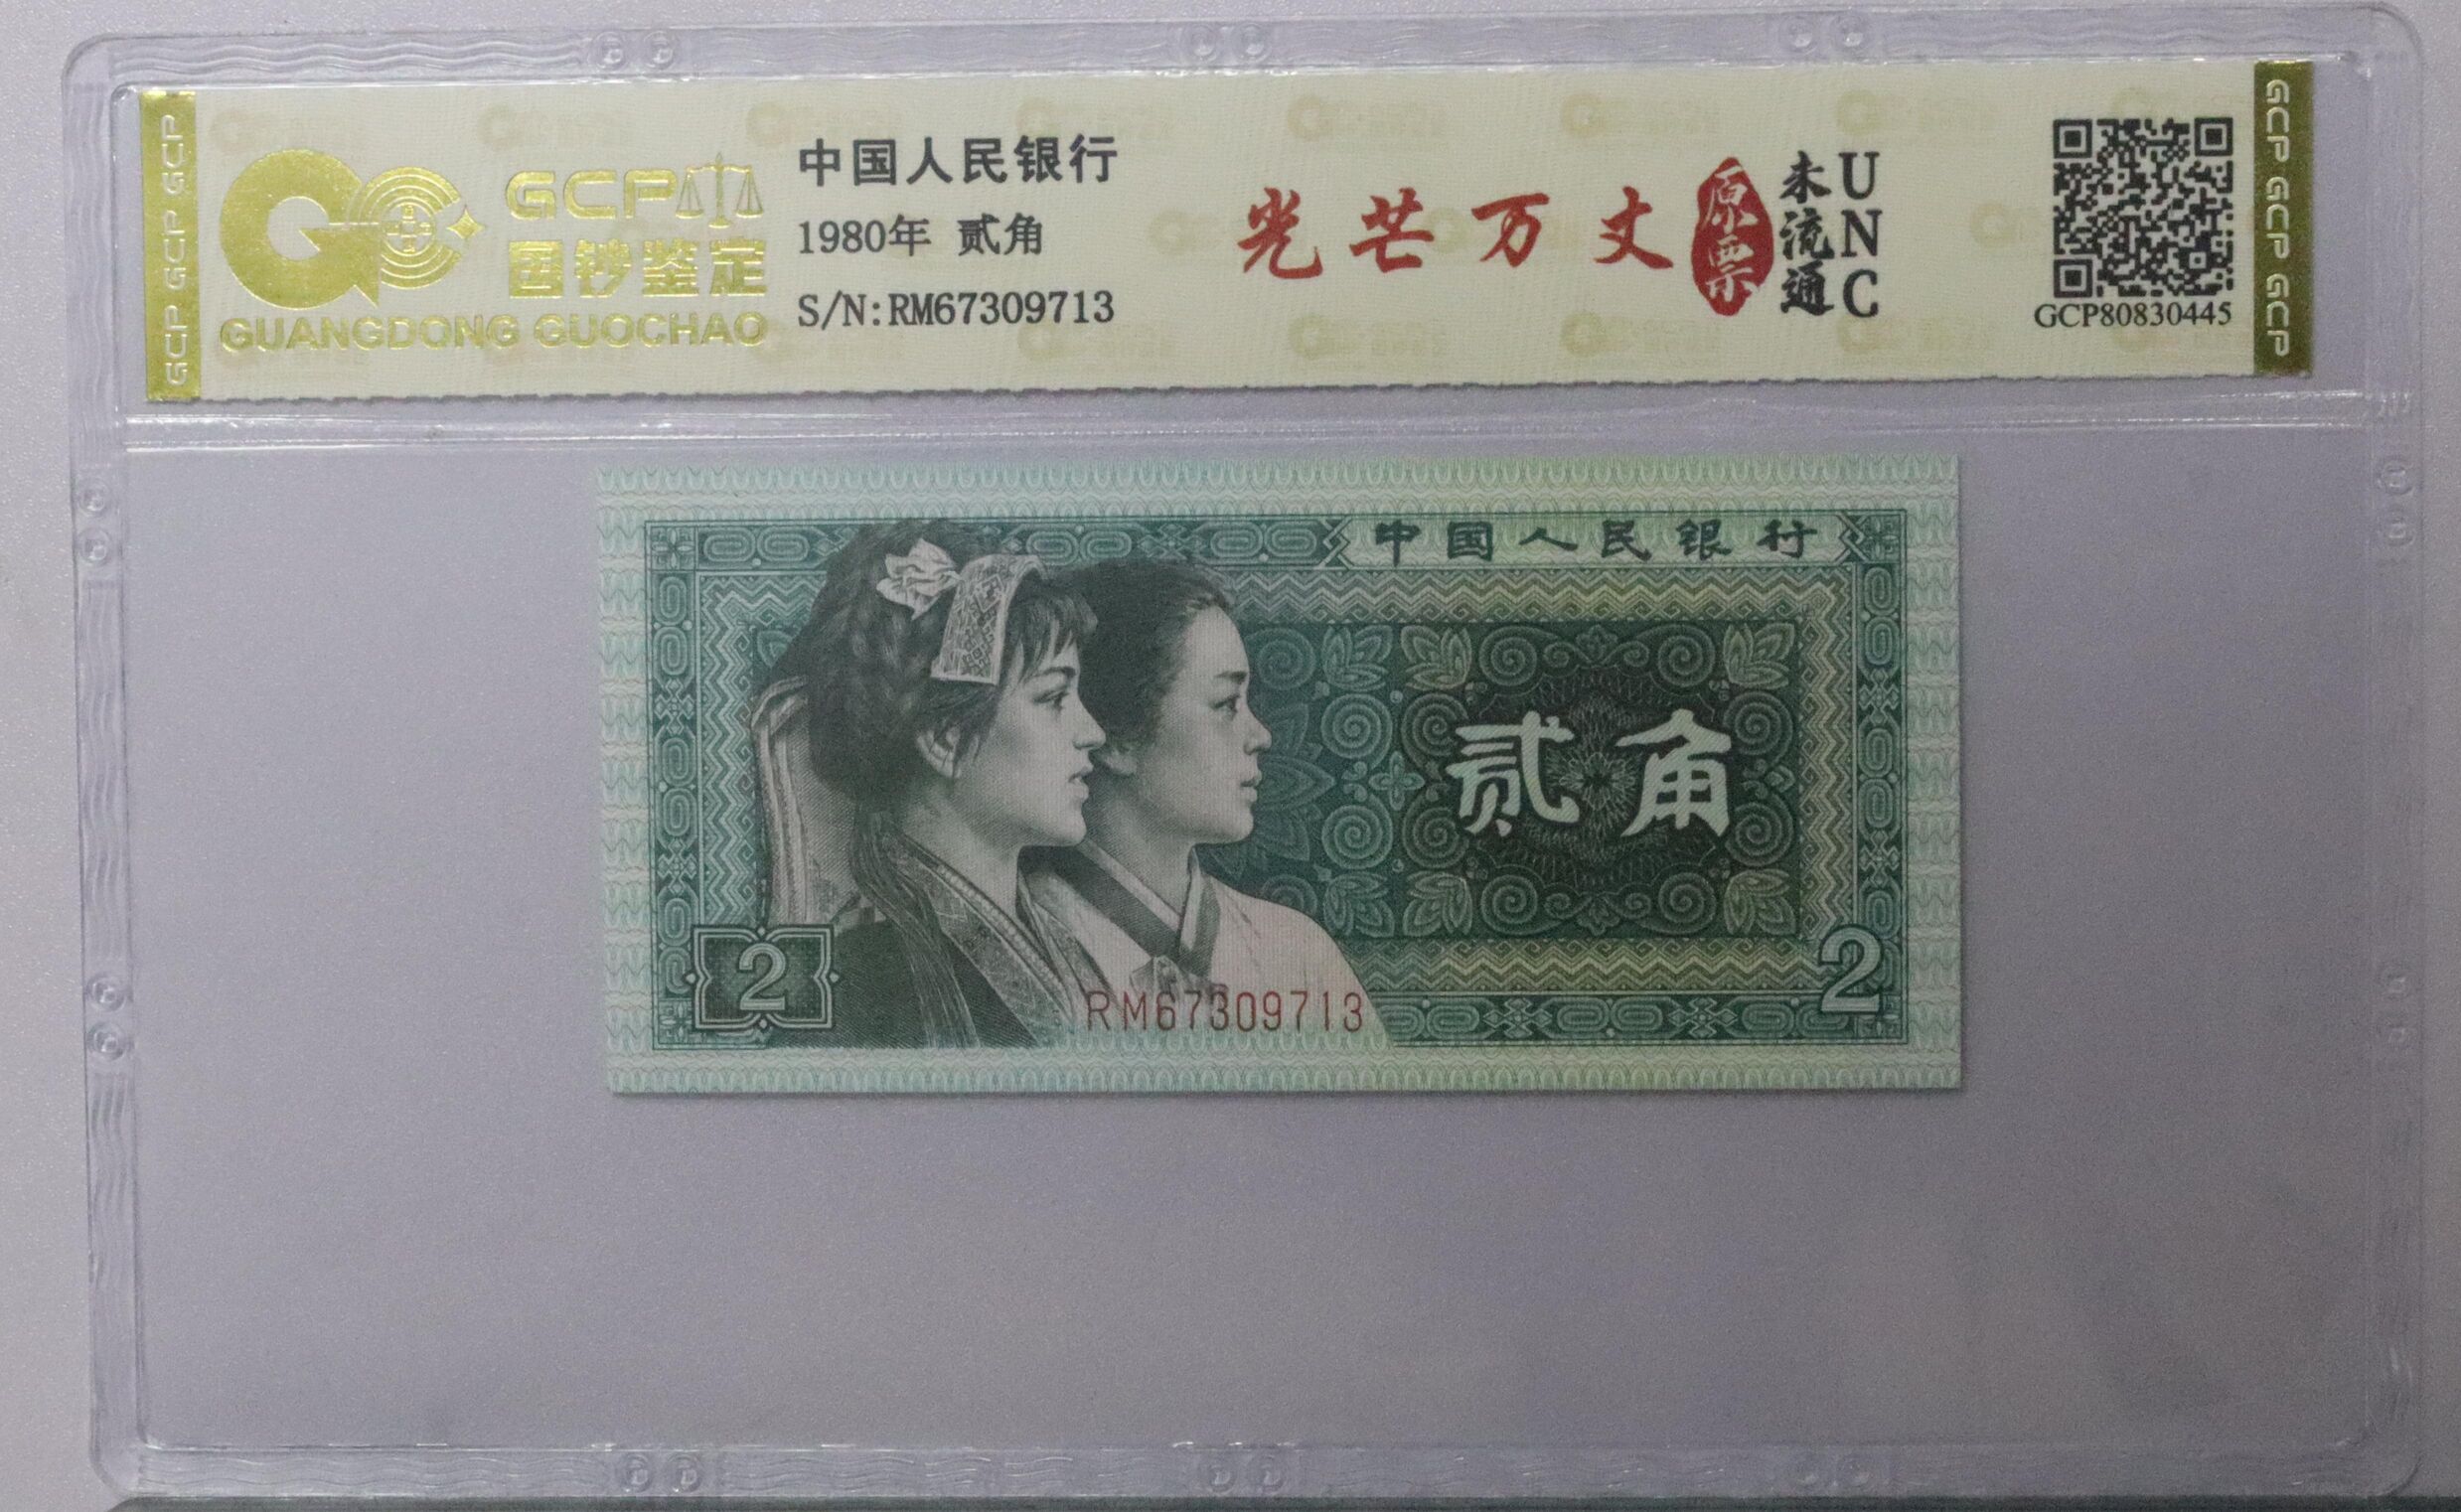 GCP GCP GCP GCP
GCP
国钞鉴定
GUANGDONG GUOCHAO
中国人民银行
1980年 贰角
S/N:RM67309713
光芒万丈
原票
未流通
UNC
GCP80830445
GCP GCP GCP GCP
中国人民银行
贰角
2
RM67309713
2